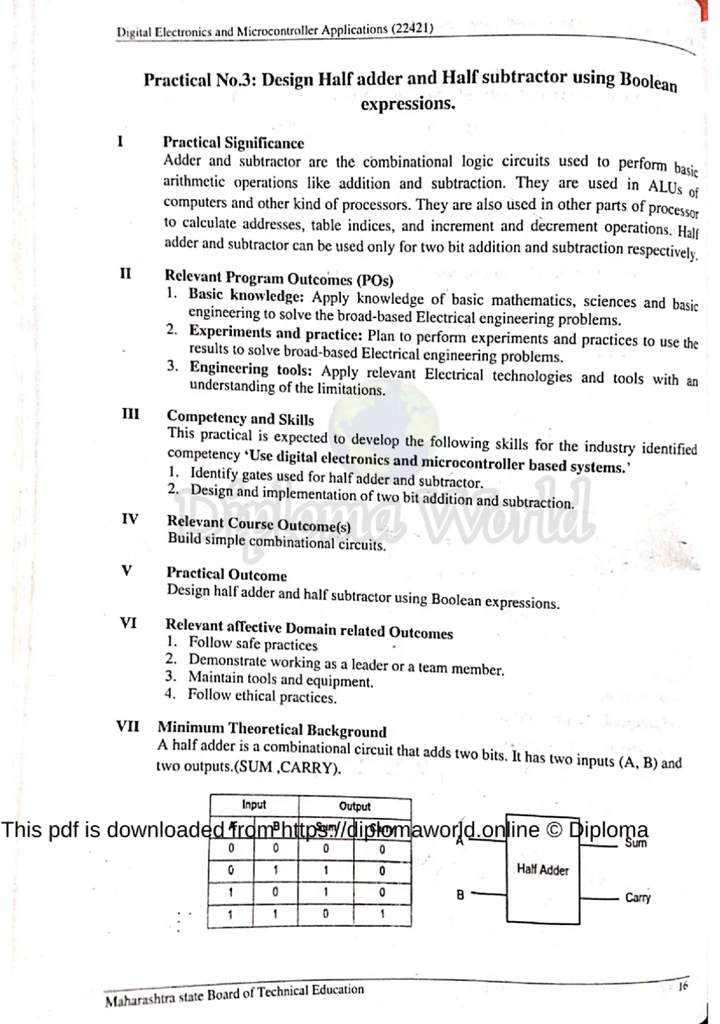 Digital Electronics and Microcontroller Applications (22421)
Practical No.3: Design Half adder and Half subtractor using Boolean
expressions.
I Practical Significance
Adder and subtractor are the combinational logic circuits used to perform basic
arithmetic operations like addition and subtraction. They are used in ALUs of
computers and other kind of processors. They are also used in other parts of processor
to calculate addresses, table indices, and increment and decrement operations. Half
adder and subtractor can be used only for two bit addition and subtraction respectively.
II Relevant Program Outcomes (POs)
1. Basic knowledge: Apply knowledge of basic mathematics, sciences and basic
engineering to solve the broad-based Electrical engineering problems.
2. Experiments and practice: Plan to perform experiments and practices to use the
results to solve broad-based Electrical engineering problems.
3. Engineering tools: Apply relevant Electrical technologies and tools with an
understanding of the limitations.
III Competency and Skills
This practical is expected to develop the following skills for the industry identified
competency ‘Use digital electronics and microcontroller based systems.’
1. Identify gates used for half adder and subtractor.
2. Design and implementation of two bit addition and subtraction.
Diploma World
IV Relevant Course Outcome(s)
Build simple combinational circuits.
V Practical Outcome
Design half adder and half subtractor using Boolean expressions.
VI Relevant affective Domain related Outcomes
1. Follow safe practices
2. Demonstrate working as a leader or a team member.
3. Maintain tools and equipment.
4. Follow ethical practices.
VII Minimum Theoretical Background
A half adder is a combinational circuit that adds two bits. It has two inputs (A, B) and
two outputs.(SUM ,CARRY).
Input Output
A B Sum Carry
This pdf is downloaded from https://diplomaworld.online © Diploma
0 0 0 0
0 1 1 0
1 0 1 0
1 1 0 1
A Sum
Half Adder
B Carry
Maharashtra state Board of Technical Education 16